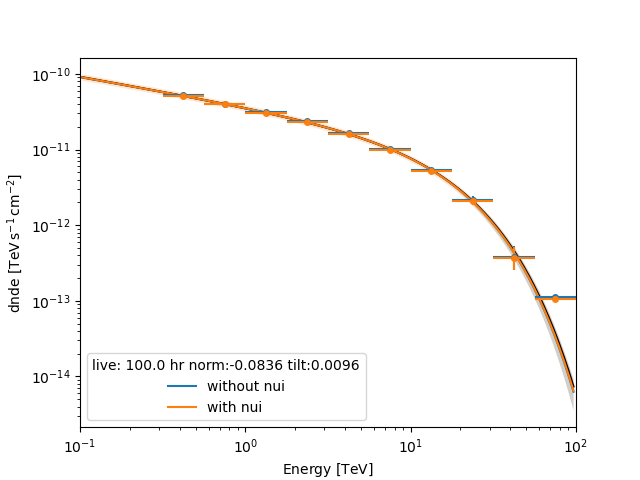 10⁻¹⁰
10⁻¹¹
10⁻¹²
10⁻¹³
10⁻¹⁴
dnde [TeV s⁻¹ cm⁻²]
live: 100.0 hr norm:-0.0836 tilt:0.0096
without nui
with nui
10⁻¹ 10⁰ 10¹ 10²
Energy [TeV]